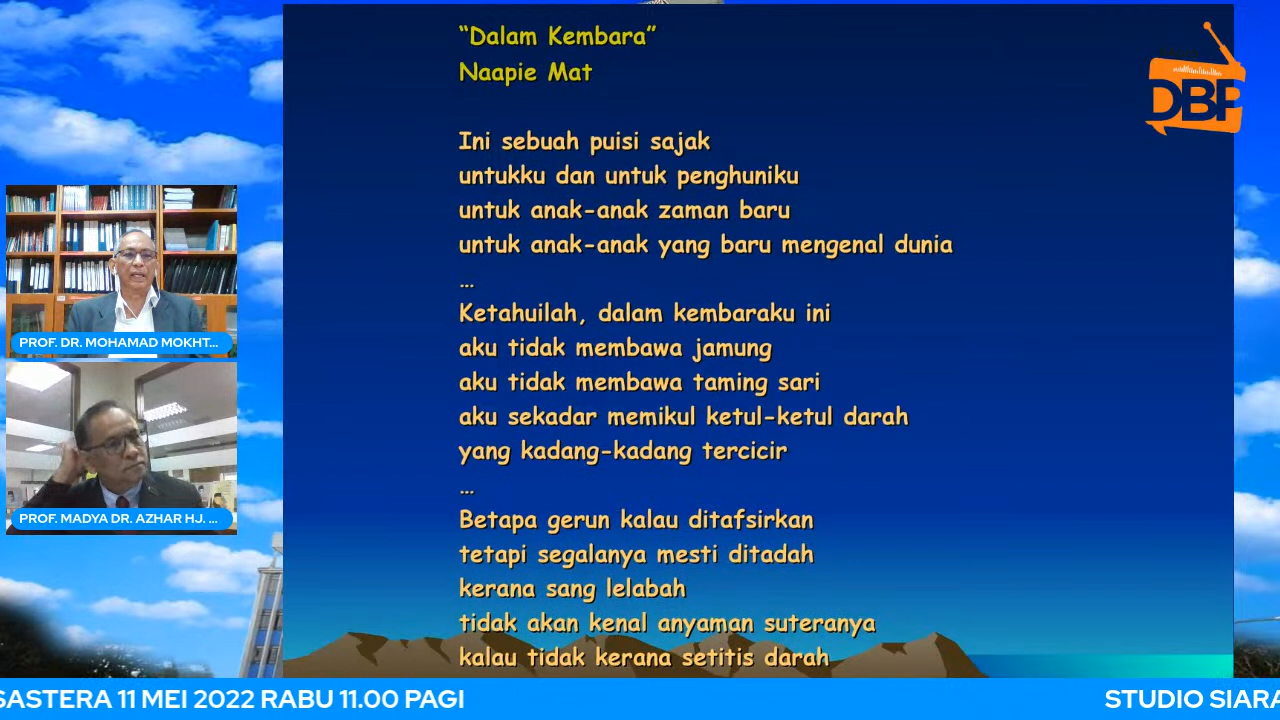 “Dalam Kembara”
Naapie Mat
Ini sebuah puisi sajak
untukku dan untuk penghuniku
untuk anak-anak zaman baru
untuk anak-anak yang baru mengenal dunia
...
Ketahuilah, dalam kembaraku ini
aku tidak membawa jamung
aku tidak membawa taming sari
aku sekadar memikul ketul-ketul darah
yang kadang-kadang tercicir
...
Betapa gerun kalau ditafsirkan
tetapi segalanya mesti ditadah
kerana sang lelabah
tidak akan kenal anyaman suteranya
kalau tidak kerana setitis darah
DBP
PROF. DR. MOHAMAD MOKHT...
PROF. MADYA DR. AZHAR HJ. ...
SASTERA 11 MEI 2022 RABU 11.00 PAGI
STUDIO SIARA